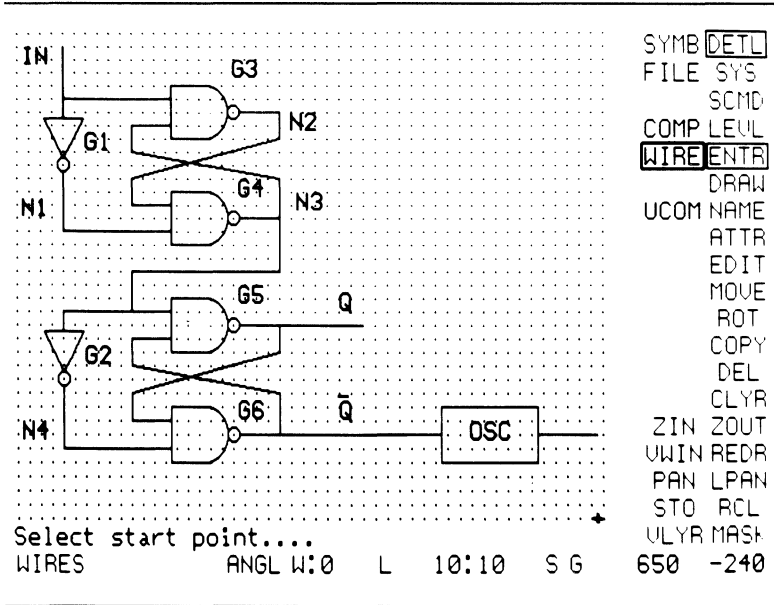 IN
G3
G1
N2
G4
N3
N1
G5
Q
G2
G6
Q̄
N4
OSC
SYMB DETL
FILE SYS
SCMD
COMP LEVL
WIRE ENTR
DRAW
UCOM NAME
ATTR
EDIT
MOVE
ROT
COPY
DEL
CLYR
ZIN ZOUT
VWIN REDR
PAN LPAN
STO RCL
VLYR MASK
Select start point....
WIRES ANGL W:0 L 10:10 S G 650 -240